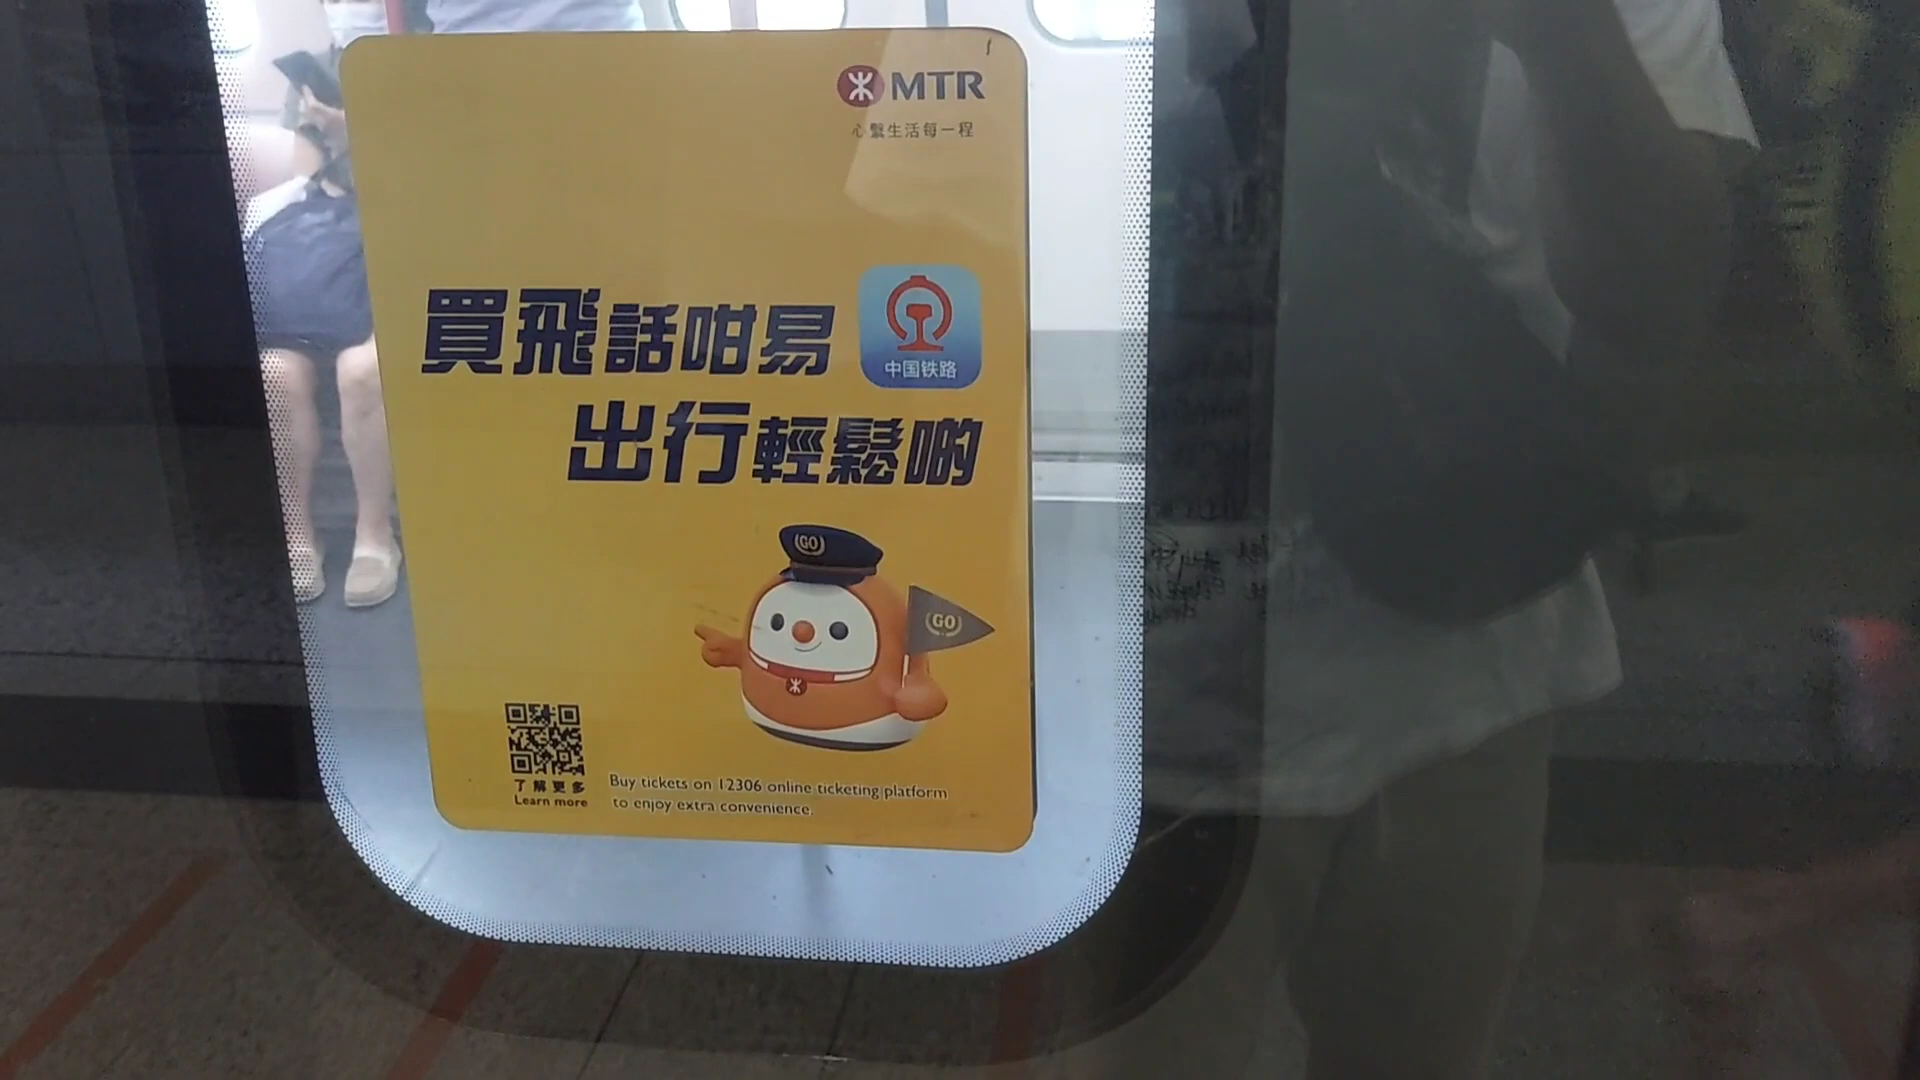 MTR
心繫生活每一程
買飛話咁易
中国铁路
出行輕鬆啲
GO
GO
了解更多
Learn more
Buy tickets on 12306 online ticketing platform
to enjoy extra convenience.